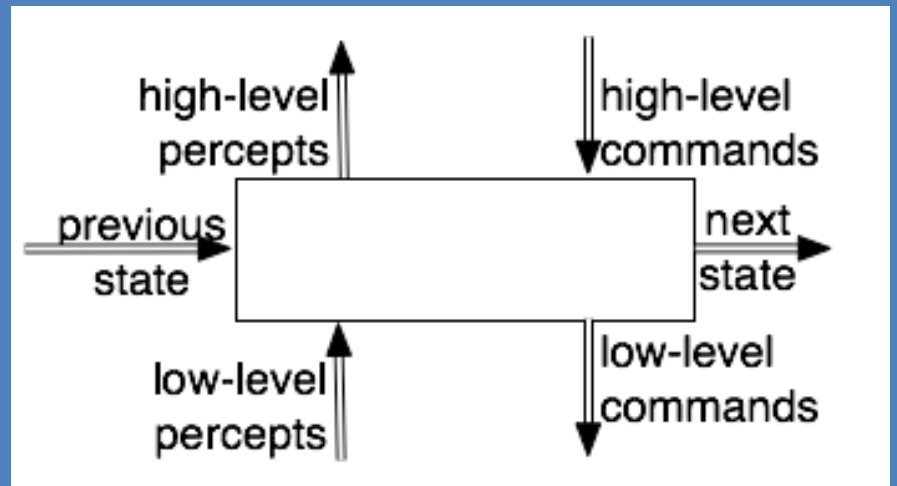 high-level
percepts
high-level
commands
previous
state
next
state
low-level
percepts
low-level
commands